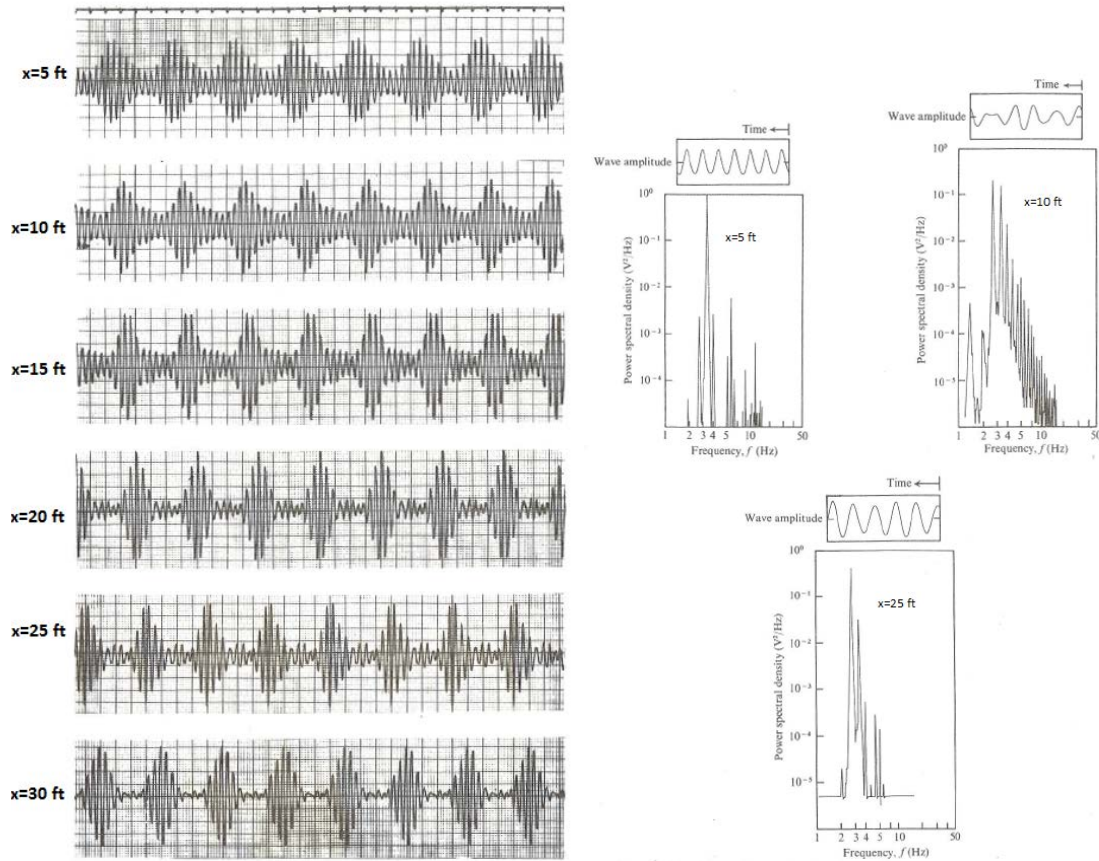 x=5 ft
x=10 ft
x=15 ft
x=20 ft
x=25 ft
x=30 ft
Time
Wave amplitude
10⁰
10⁻¹
10⁻²
10⁻³
10⁻⁴
Power spectral density (V²/Hz)
x=5 ft
1 2 3 4 5 10 50
Frequency, f (Hz)
Time
Wave amplitude
10⁰
10⁻¹
10⁻²
10⁻³
10⁻⁴
10⁻⁵
Power spectral density (V²/Hz)
x=10 ft
1 2 3 4 5 10 50
Frequency, f (Hz)
Time
Wave amplitude
10⁰
10⁻¹
10⁻²
10⁻³
10⁻⁴
10⁻⁵
Power spectral density (V²/Hz)
x=25 ft
1 2 3 4 5 10 50
Frequency, f (Hz)